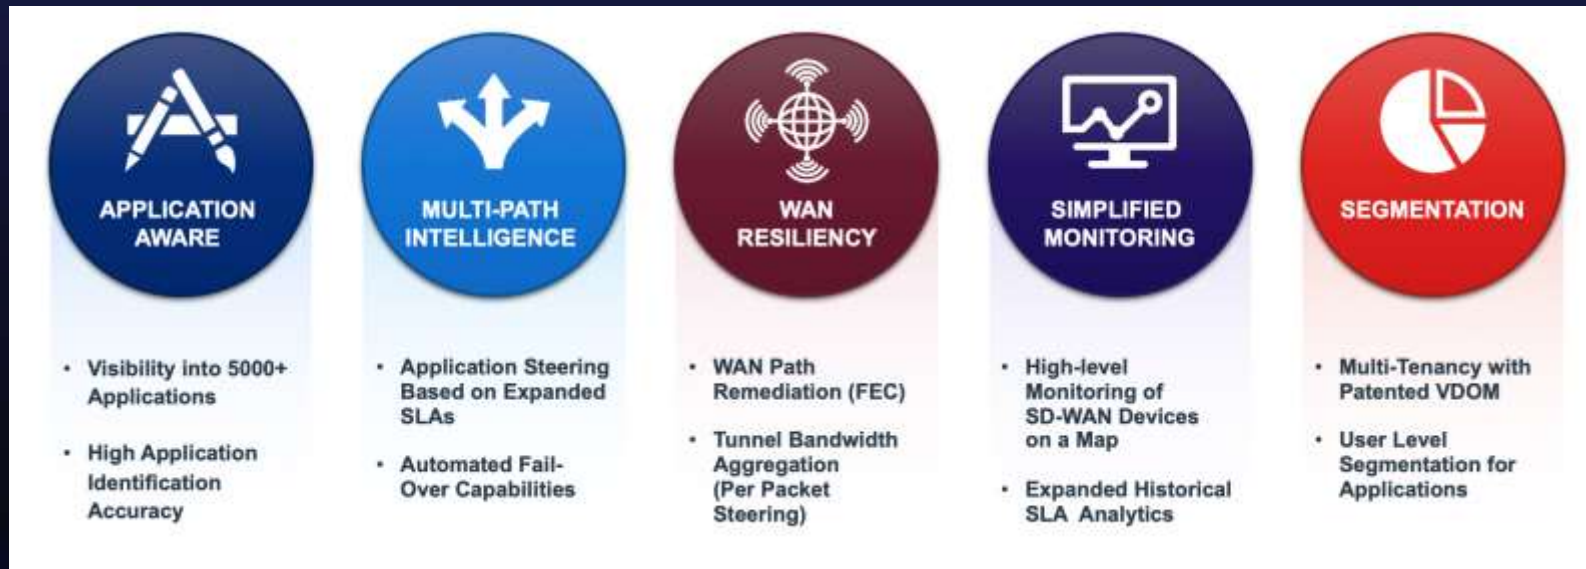 APPLICATION
AWARE
• Visibility into 5000+
Applications
• High Application
Identification
Accuracy
MULTI-PATH
INTELLIGENCE
• Application Steering
Based on Expanded
SLAs
• Automated Fail-
Over Capabilities
WAN
RESILIENCY
• WAN Path
Remediation (FEC)
• Tunnel Bandwidth
Aggregation
(Per Packet
Steering)
SIMPLIFIED
MONITORING
• High-level
Monitoring of
SD-WAN Devices
on a Map
• Expanded Historical
SLA Analytics
SEGMENTATION
• Multi-Tenancy with
Patented VDOM
• User Level
Segmentation for
Applications